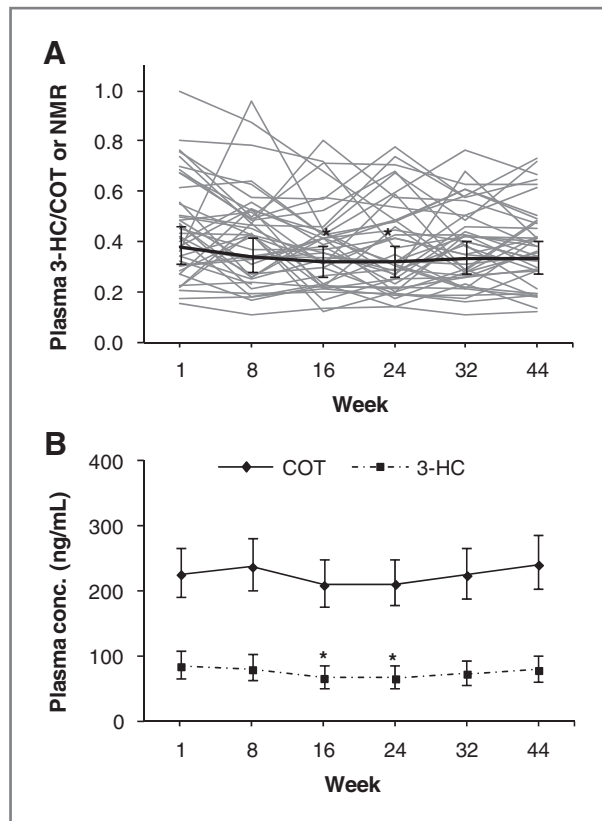 A
Plasma 3-HC/COT or NMR
1.0
0.8
0.6
0.4
0.2
0.0
* *
1 8 16 24 32 44
Week
B
COT 3-HC
Plasma conc. (ng/mL)
400
300
200
100
0
* *
1 8 16 24 32 44
Week